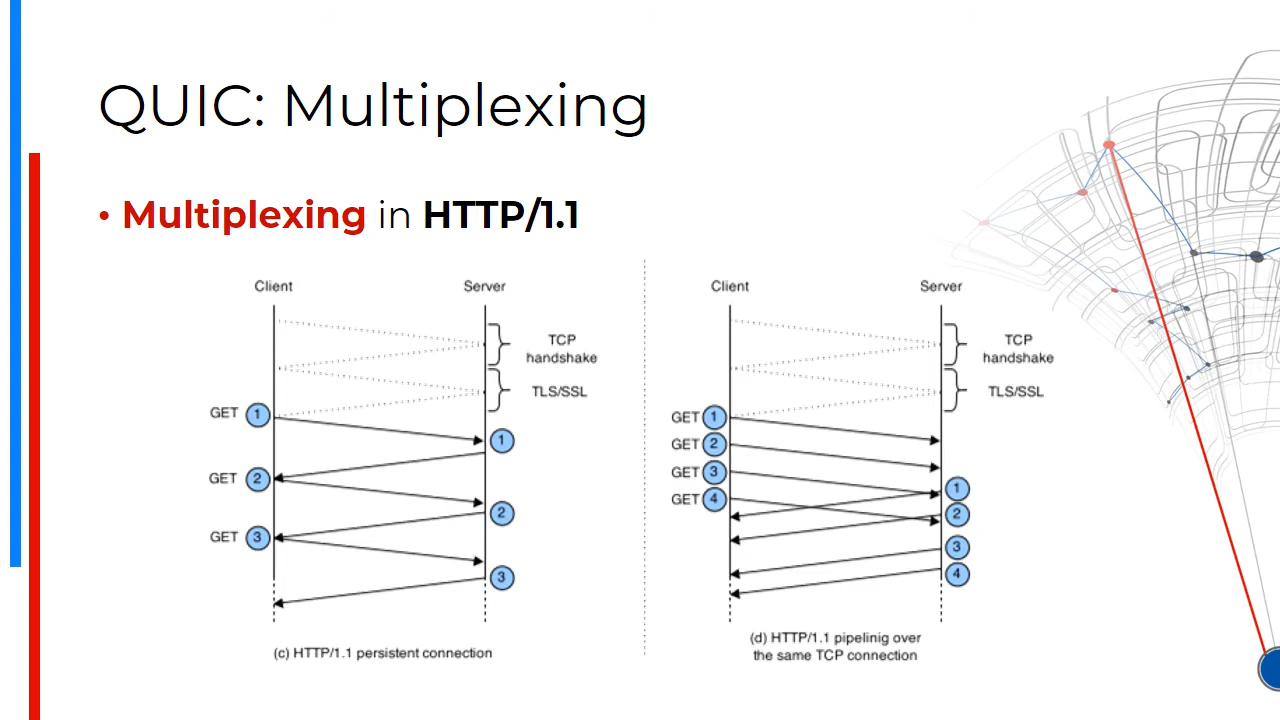 QUIC: Multiplexing
• Multiplexing in HTTP/1.1
Client
Server
TCP
handshake
TLS/SSL
GET 1
1
GET 2
2
GET 3
3
(c) HTTP/1.1 persistent connection
Client
Server
TCP
handshake
TLS/SSL
GET 1
GET 2
GET 3
GET 4
1
2
3
4
(d) HTTP/1.1 pipelinig over
the same TCP connection